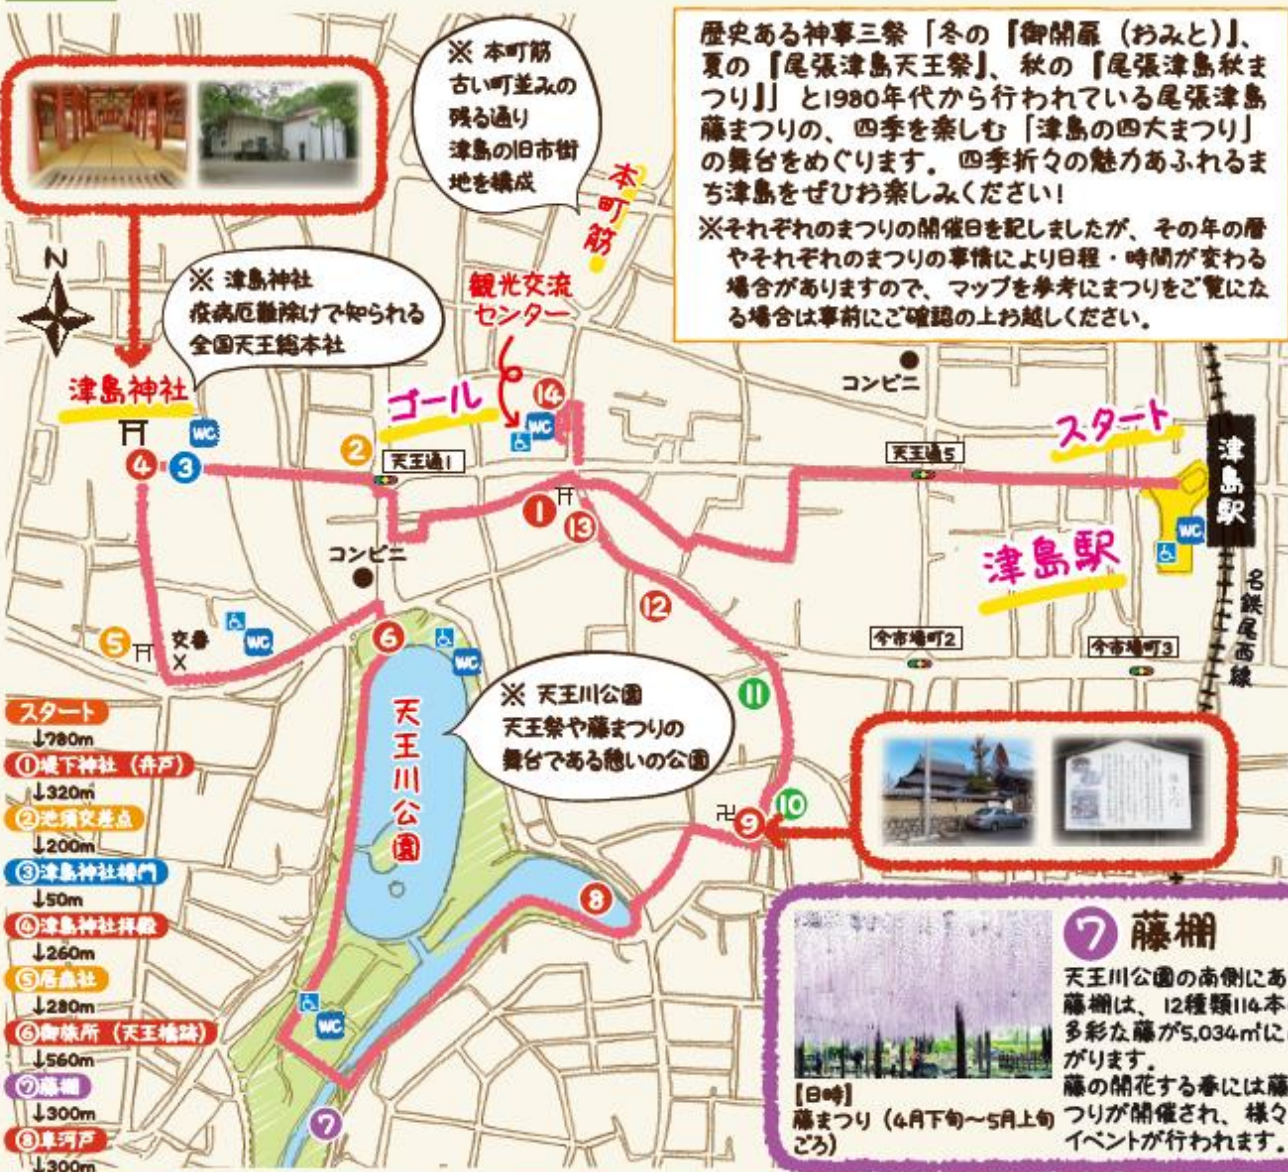 歴史ある神事三祭「冬の『御開扉（おみと）』、
夏の『尾張津島天王祭』、秋の『尾張津島秋ま
つり』」と1980年代から行われている尾張津島
藤まつりの、四季を楽しむ「津島の四大まつり」
の舞台をめぐります。四季折々の魅力あふれるま
ち津島をぜひお楽しみください！
※それぞれのまつりの開催日を記しましたが、その年の暦
やそれぞれのまつりの事情により日程・時間が変わる
場合がありますので、マップを参考にまつりをご覧にな
る場合は事前にご確認の上お越しください。
※ 本町筋
古い町並みの
残る通り
津島の旧市街
地を構成
本町筋
N
※ 津島神社
疫病厄難除けで知られる
全国天王総本社
観光交流
センター
津島神社
WC
ゴール
14
WC
コンビニ
スタート
津島駅
4
3
2
天王通1
天王通5
1
13
津島駅
WC
名鉄尾西線
コンビニ
12
今市場町2
今市場町3
5
交番
X
WC
6
WC
11
天王川公園
※ 天王川公園
天王祭や藤まつりの
舞台である憩いの公園
10
9
8
WC
7
スタート
↓780m
①堤下神社（井戸）
↓320m
②池須交差点
↓200m
③津島神社楼門
↓50m
④津島神社拝殿
↓260m
⑤居森社
↓280m
⑥御旅所（天王橋跡）
↓560m
⑦藤棚
↓300m
⑧車河戸
↓300m
7 藤棚
天王川公園の南側にあ
藤棚は、12種類114本
多彩な藤が5,034㎡に
がります。
藤の開花する春には藤
つりが開催され、様々
イベントが行われます
【日時】
藤まつり（4月下旬～5月上旬
ごろ）